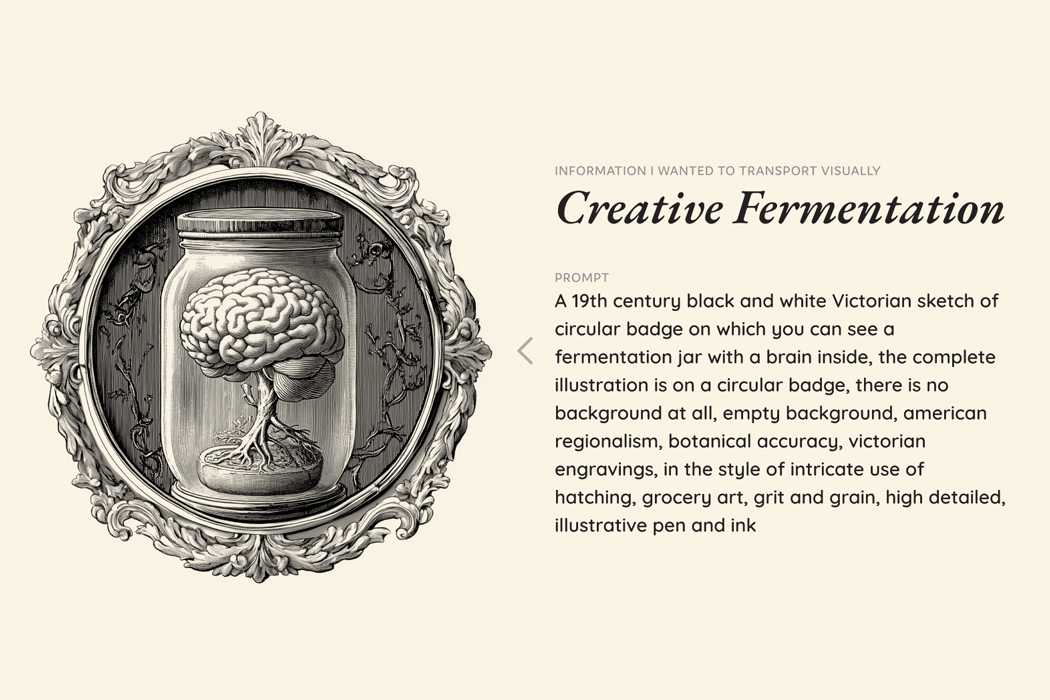 INFORMATION I WANTED TO TRANSPORT VISUALLY
Creative Fermentation
PROMPT
A 19th century black and white Victorian sketch of
circular badge on which you can see a
fermentation jar with a brain inside, the complete
illustration is on a circular badge, there is no
background at all, empty background, american
regionalism, botanical accuracy, victorian
engravings, in the style of intricate use of
hatching, grocery art, grit and grain, high detailed,
illustrative pen and ink